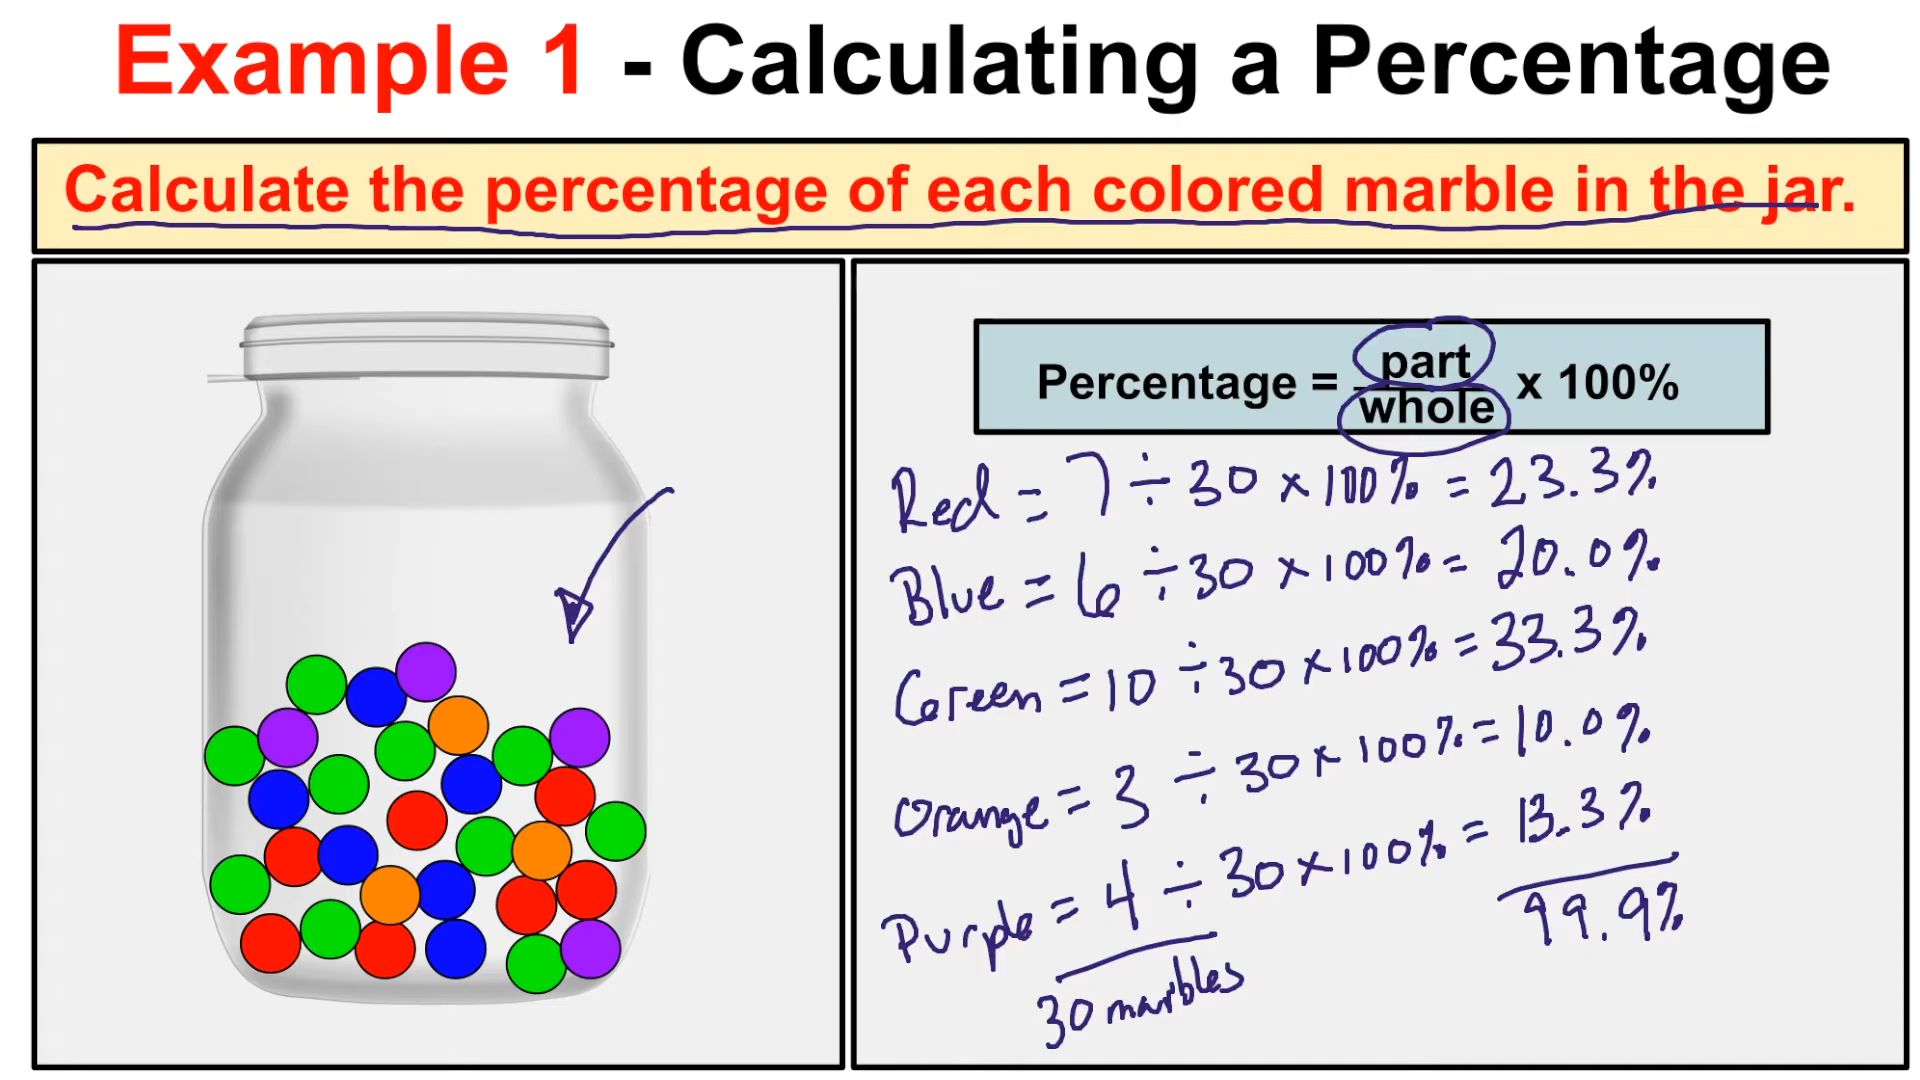 Example 1 - Calculating a Percentage
Calculate the percentage of each colored marble in the jar.
Percentage = part/whole x 100%
Red = 7 ÷ 30 × 100% = 23.3%
Blue = 6 ÷ 30 × 100% = 20.0%
Green = 10 ÷ 30 × 100% = 33.3%
Orange = 3 ÷ 30 × 100% = 10.0%
Purple = 4 ÷ 30 × 100% = 13.3%
99.9%
30 marbles